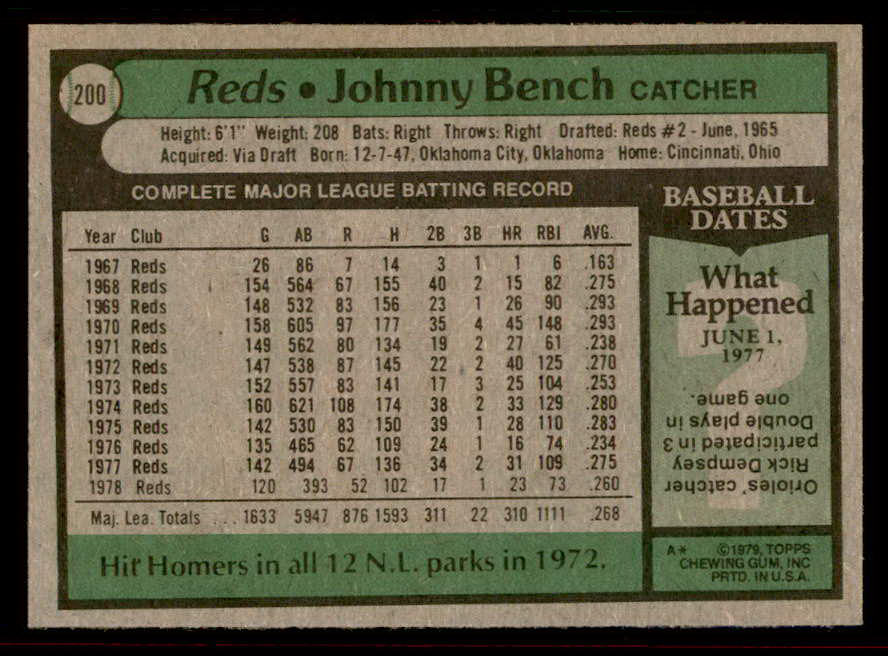 200
Reds • Johnny Bench CATCHER
Height: 6'1" Weight: 208 Bats: Right Throws: Right Drafted: Reds #2 - June, 1965
Acquired: Via Draft Born: 12-7-47, Oklahoma City, Oklahoma Home: Cincinnati, Ohio
COMPLETE MAJOR LEAGUE BATTING RECORD
Year Club G AB R H 2B 3B HR RBI AVG.
1967 Reds 26 86 7 14 3 1 1 6 .163
1968 Reds 154 564 67 155 40 2 15 82 .275
1969 Reds 148 532 83 156 23 1 26 90 .293
1970 Reds 158 605 97 177 35 4 45 148 .293
1971 Reds 149 562 80 134 19 2 27 61 .238
1972 Reds 147 538 87 145 22 2 40 125 .270
1973 Reds 152 557 83 141 17 3 25 104 .253
1974 Reds 160 621 108 174 38 2 33 129 .280
1975 Reds 142 530 83 150 39 1 28 110 .283
1976 Reds 135 465 62 109 24 1 16 74 .234
1977 Reds 142 494 67 136 34 2 31 109 .275
1978 Reds 120 393 52 102 17 1 23 73 .260
Maj. Lea. Totals ... 1633 5947 876 1593 311 22 310 1111 .268
Hit Homers in all 12 N.L. parks in 1972.
BASEBALL
DATES
What
Happened
JUNE 1,
1977
Orioles' catcher
Rick Dempsey
participated in 3
Double plays in
one game.
A* ©1979, TOPPS
CHEWING GUM, INC
PRTD. IN U.S.A.